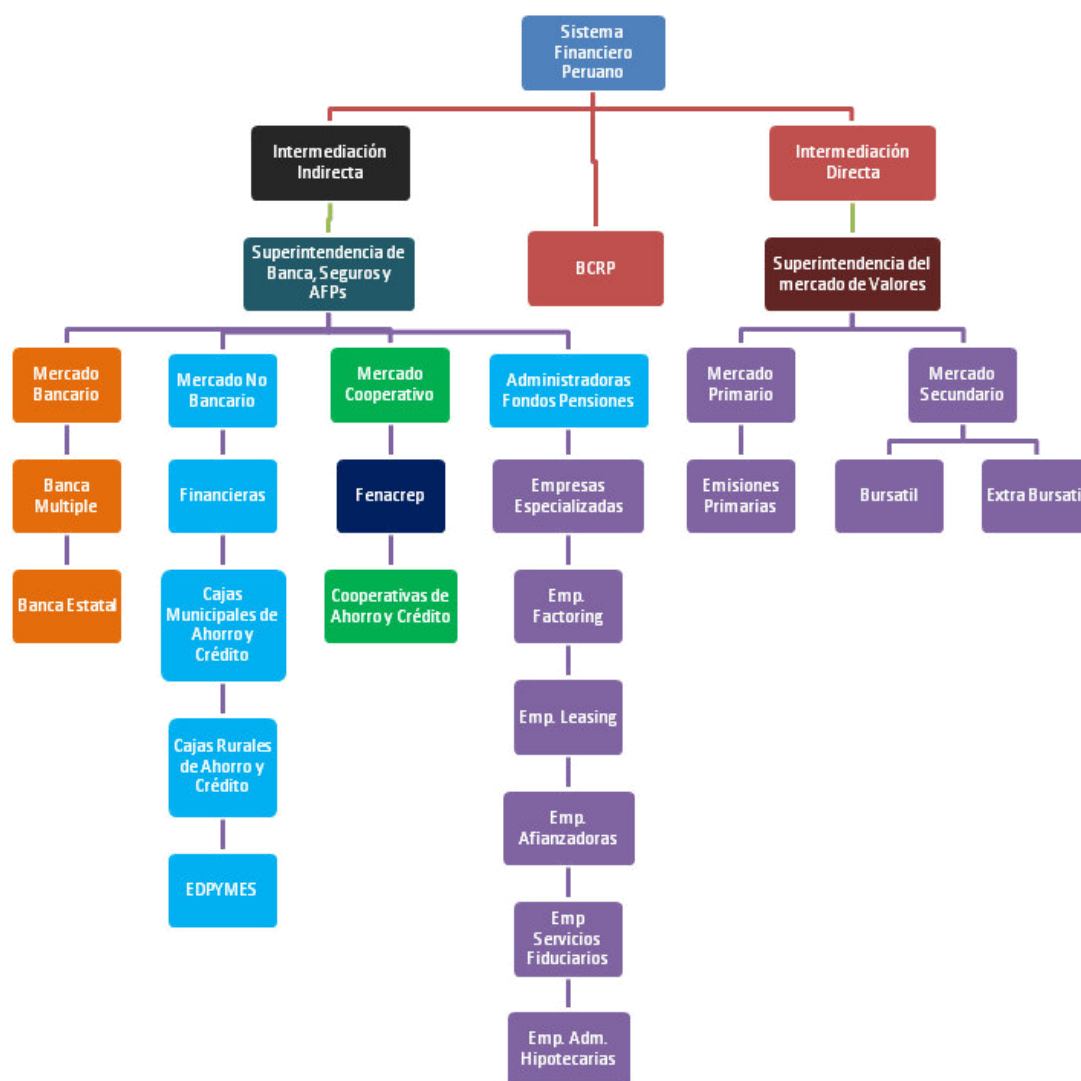 Sistema
Financiero
Peruano
Intermediación
Indirecta
Intermediación
Directa
BCRP
Superintendencia de
Banca, Seguros y
AFPs
Superintendencia del
mercado de Valores
Mercado
Bancario
Mercado No
Bancario
Mercado
Cooperativo
Administradoras
Fondos Pensiones
Mercado
Primario
Mercado
Secundario
Banca
Multiple
Financieras
Fenacrep
Empresas
Especializadas
Emisiones
Primarias
Bursatil
Extra Bursatil
Banca Estatal
Cajas
Municipales de
Ahorro y
Crédito
Cooperativas de
Ahorro y Crédito
Emp.
Factoring
Emp. Leasing
Cajas Rurales
de Ahorro y
Crédito
Emp.
Afianzadoras
EDPYMES
Emp
Servicios
Fiduciarios
Emp. Adm.
Hipotecarias